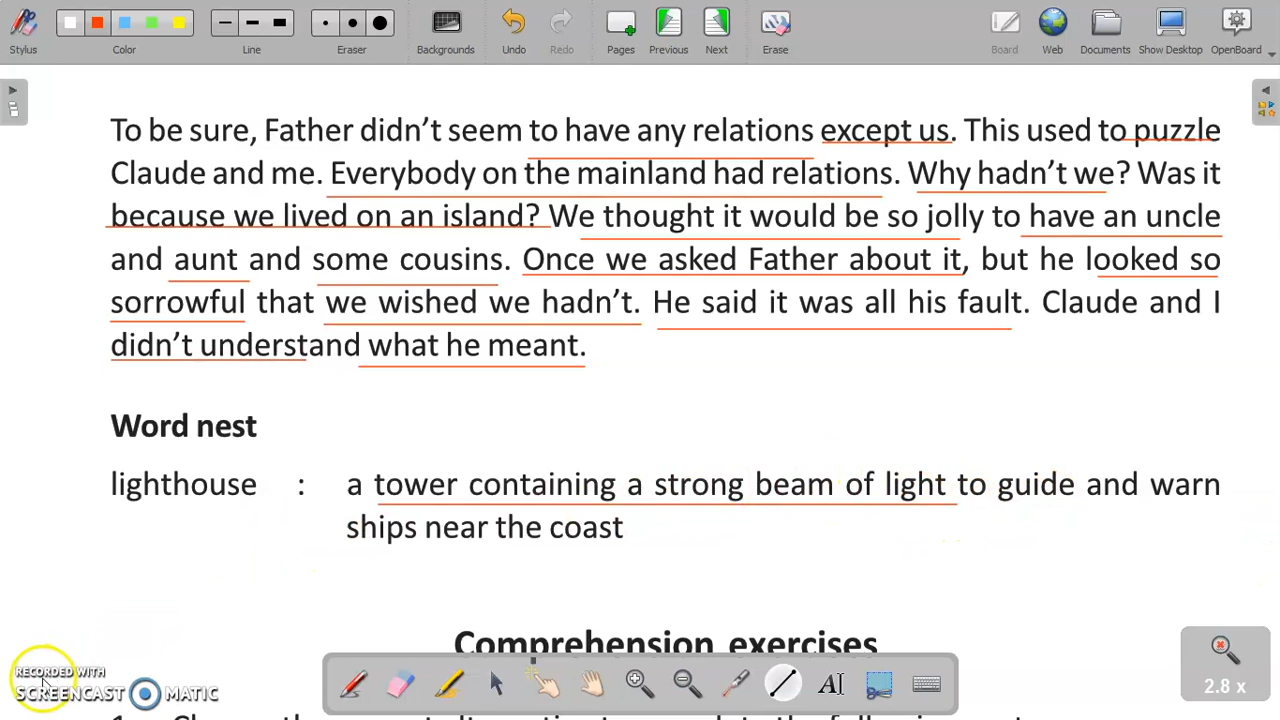 Stylus Color Line Eraser Backgrounds Undo Redo Pages Previous Next Erase Board Web Documents Show Desktop OpenBoard
To be sure, Father didn't seem to have any relations except us. This used to puzzle
Claude and me. Everybody on the mainland had relations. Why hadn't we? Was it
because we lived on an island? We thought it would be so jolly to have an uncle
and aunt and some cousins. Once we asked Father about it, but he looked so
sorrowful that we wished we hadn't. He said it was all his fault. Claude and I
didn't understand what he meant.
Word nest
lighthouse : a tower containing a strong beam of light to guide and warn
ships near the coast
Comprehension exercises
RECORDED WITH
SCREENCAST MATIC
2.8 x